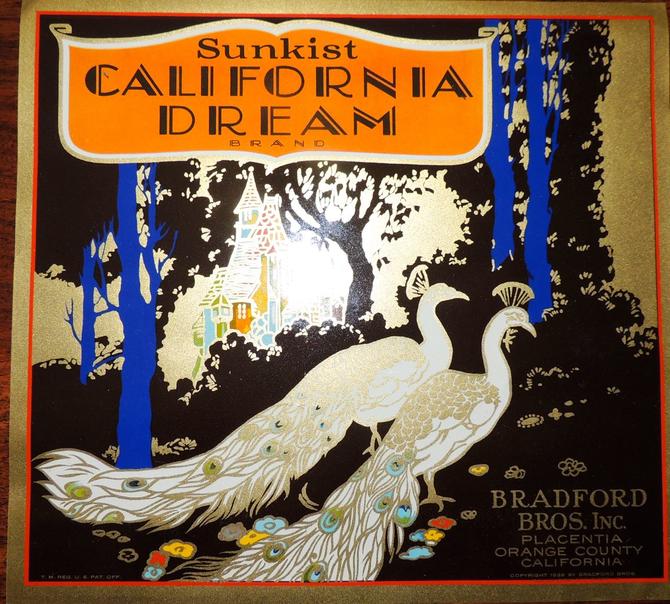 Sunkist
CALIFORNIA
DREAM
BRAND
BRADFORD
BROS. INC.
PLACENTIA
ORANGE COUNTY
CALIFORNIA
T. M. REG. U. S. PAT. OFF.
COPYRIGHT BY BRADFORD BROS.